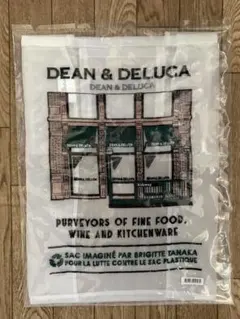 DEAN & DELUCA
DEAN & DELUCA
PURVEYORS OF FINE FOOD,
WINE AND KITCHENWARE
SAC IMAGINÉ PAR BRIGITTE TANAKA
POUR LA LUTTE CONTRE LE SAC PLASTIQUE